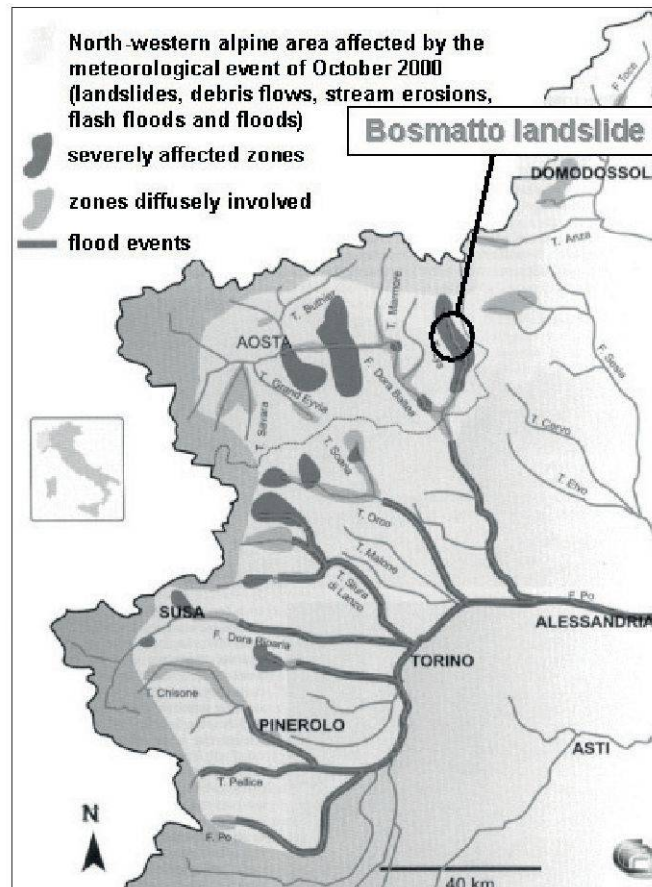 North-western alpine area affected by the
meteorological event of October 2000
(landslides, debris flows, stream erosions,
flash floods and floods)
severely affected zones
zones diffusely involved
flood events
Bosmatto landslide
F. Toce
DOMODOSSOL
T. Anza
T. Buthier
T. Marmore
AOSTA
F. Dora Baltea
T. Grand Eyvia
T. Savara
F. Sesia
T. Cervo
T. Elvo
T. Soana
T. Orco
T. Malone
T. Stura
di Lanzo
F. Po
SUSA
ALESSANDRIA
F. Dora Riparia
TORINO
T. Chisone
PINEROLO
ASTI
T. Pellice
N
F. Po
40 km